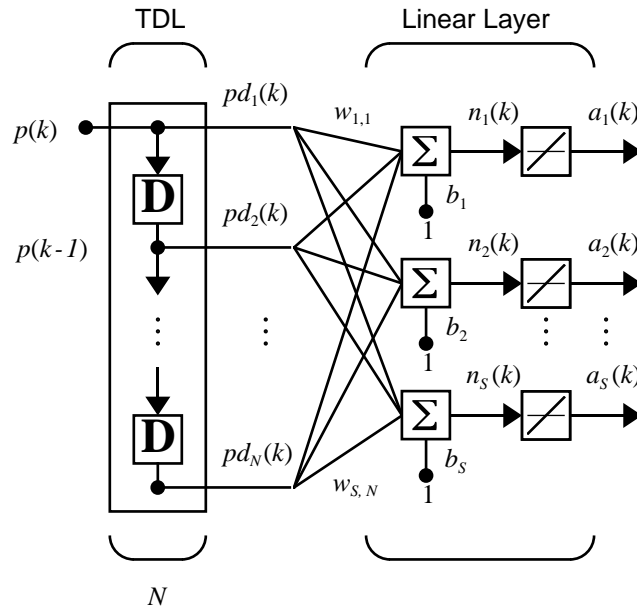 TDL Linear Layer
pd₁(k) n₁(k) a₁(k)
p(k) w₁,₁
Σ
D b₁
1
pd₂(k) n₂(k) a₂(k)
p(k-1)
Σ
b₂
1
nS(k) aS(k)
Σ
D
pdN(k) bS
wS, N 1
N